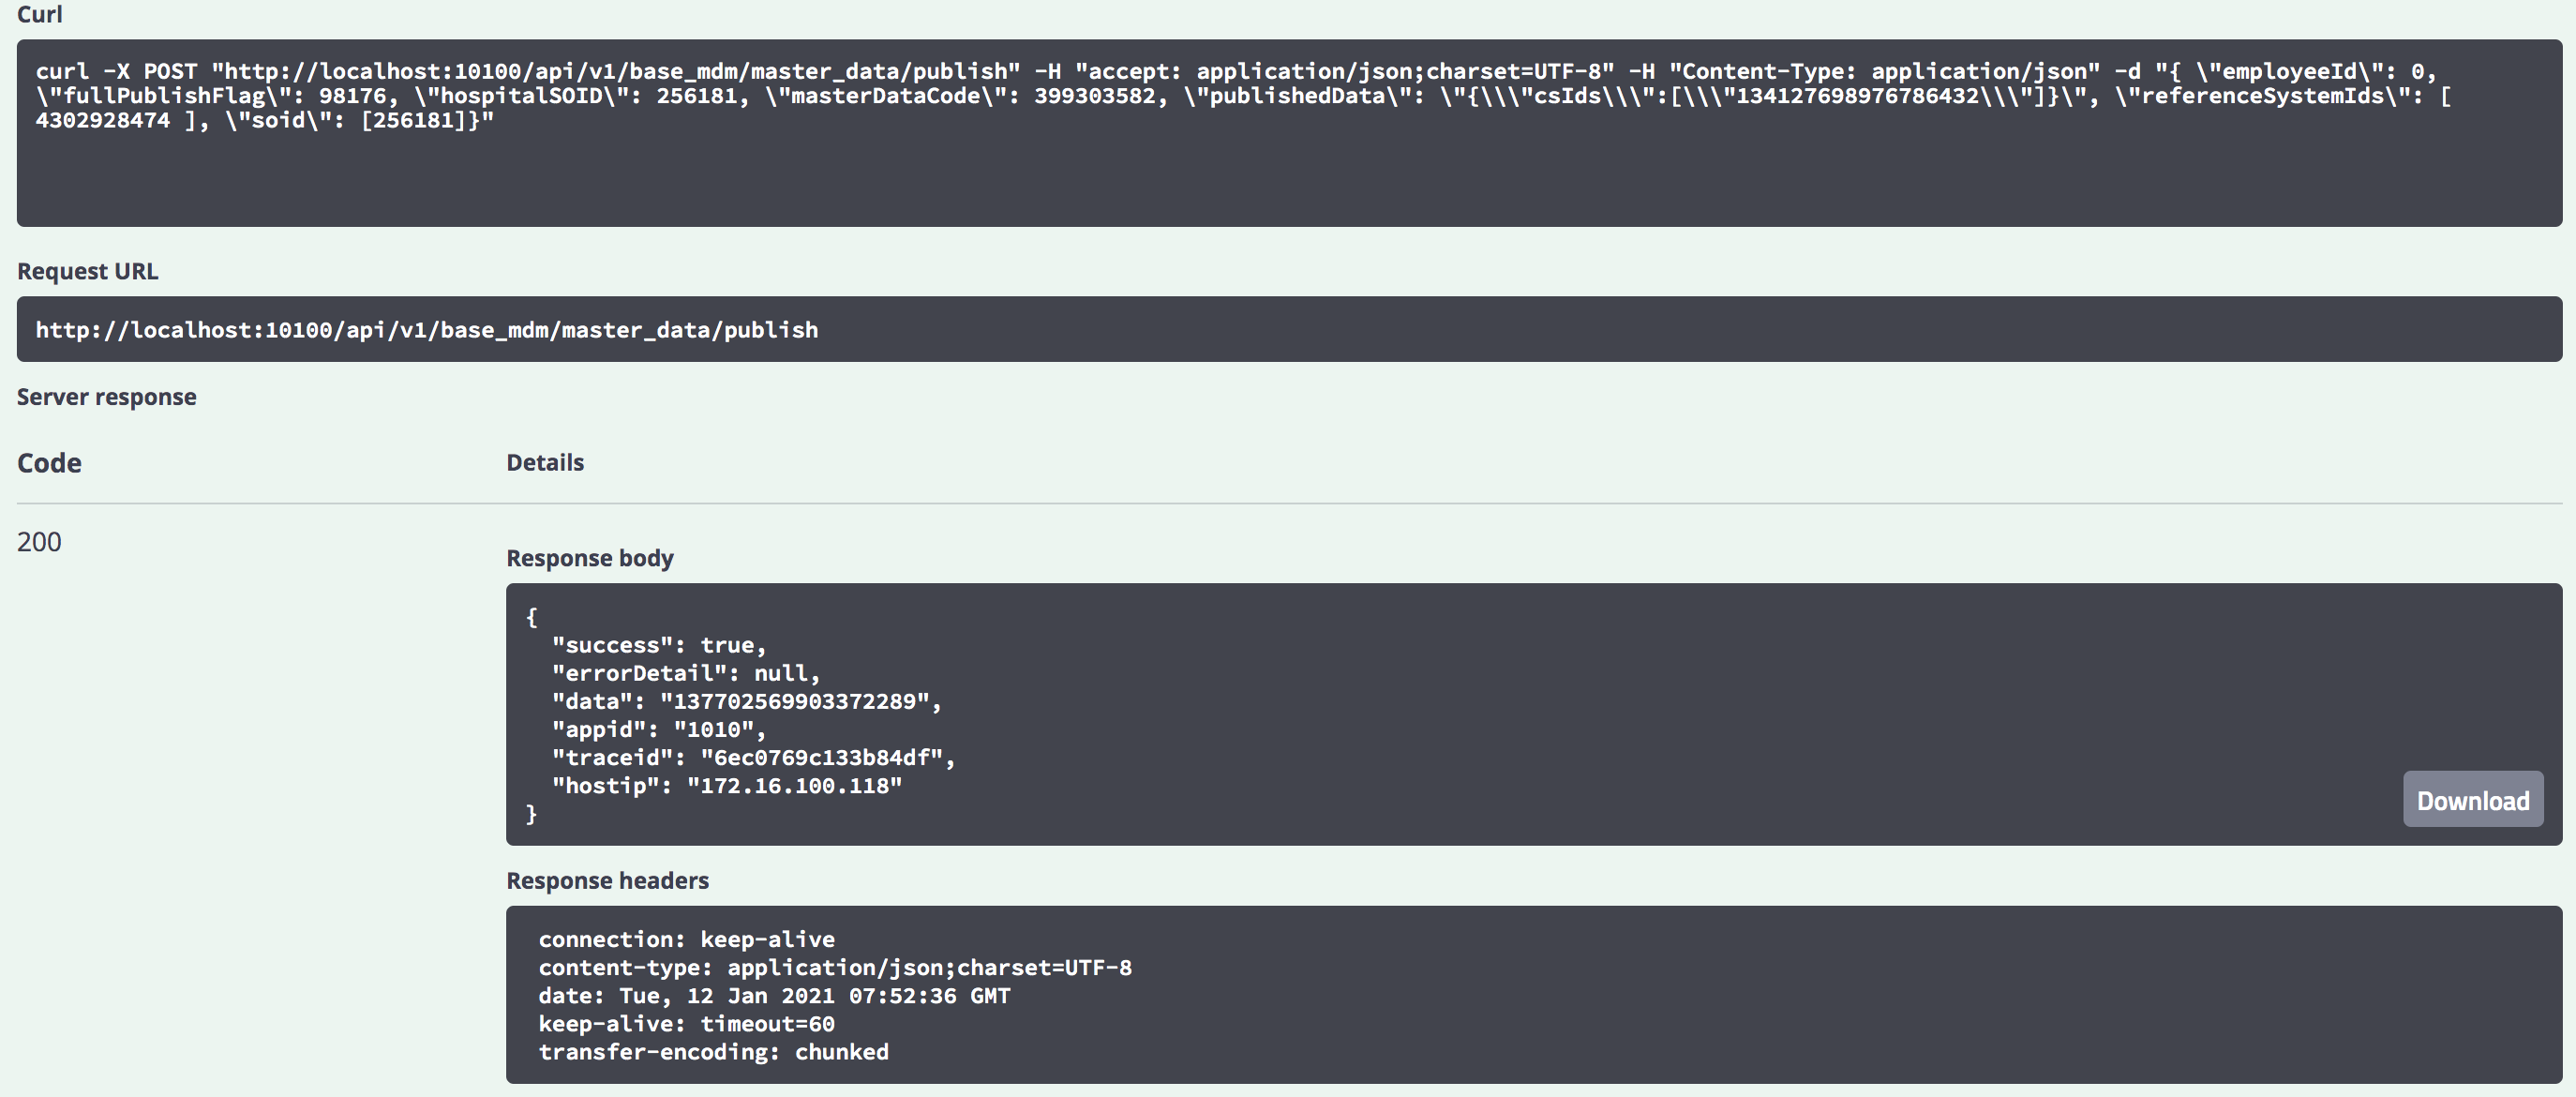 Curl
curl -X POST "http://localhost:10100/api/v1/base_mdm/master_data/publish" -H "accept: application/json;charset=UTF-8" -H "Content-Type: application/json" -d "{ \"employeeId\": 0,
\"fullPublishFlag\": 98176, \"hospitalSOID\": 256181, \"masterDataCode\": 399303582, \"publishedData\": \"{\\\"csIds\\\":[\\\"134127698976786432\\\"]}\", \"referenceSystemIds\": [
4302928474 ], \"soid\": [256181]}"
Request URL
http://localhost:10100/api/v1/base_mdm/master_data/publish
Server response
Code Details
200
Response body
{
"success": true,
"errorDetail": null,
"data": "137702569903372289",
"appid": "1010",
"traceid": "6ec0769c133b84df",
"hostip": "172.16.100.118"
}
Download
Response headers
connection: keep-alive
content-type: application/json;charset=UTF-8
date: Tue, 12 Jan 2021 07:52:36 GMT
keep-alive: timeout=60
transfer-encoding: chunked